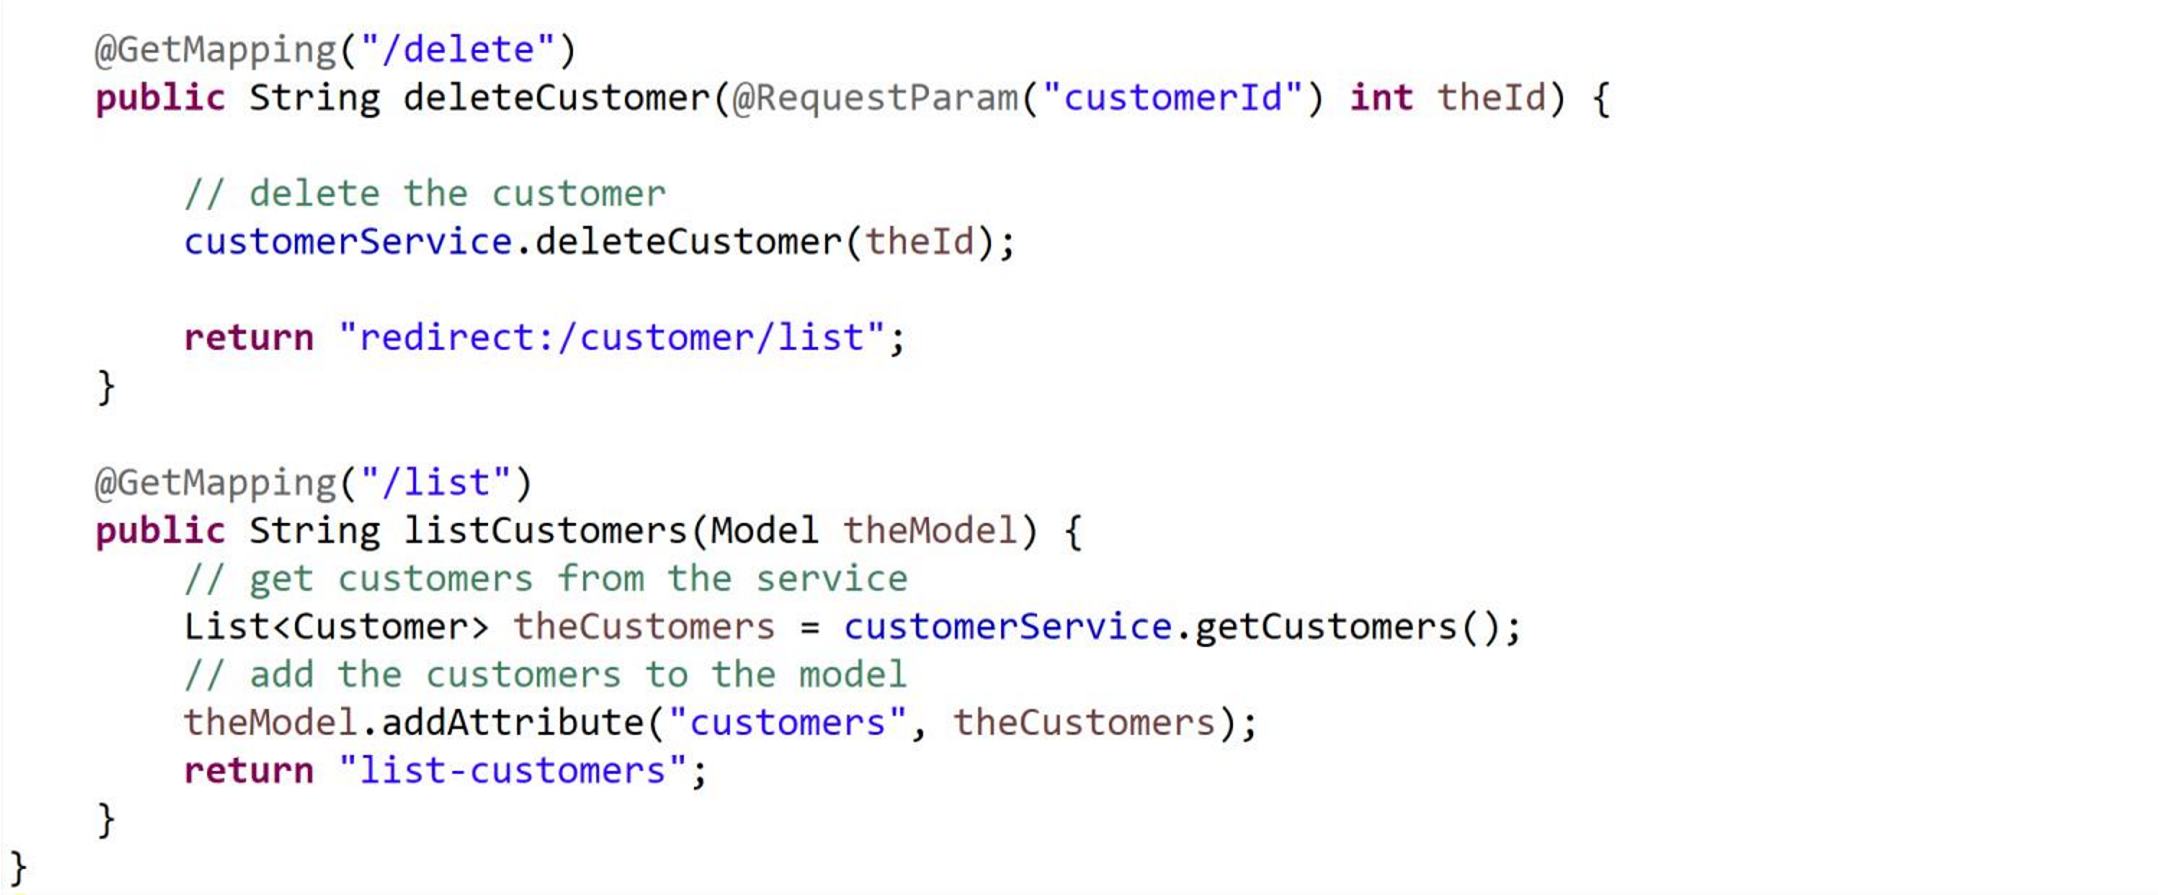 @GetMapping("/delete")
public String deleteCustomer(@RequestParam("customerId") int theId) {
// delete the customer
customerService.deleteCustomer(theId);
return "redirect:/customer/list";
}
@GetMapping("/list")
public String listCustomers(Model theModel) {
// get customers from the service
List<Customer> theCustomers = customerService.getCustomers();
// add the customers to the model
theModel.addAttribute("customers", theCustomers);
return "list-customers";
}
}